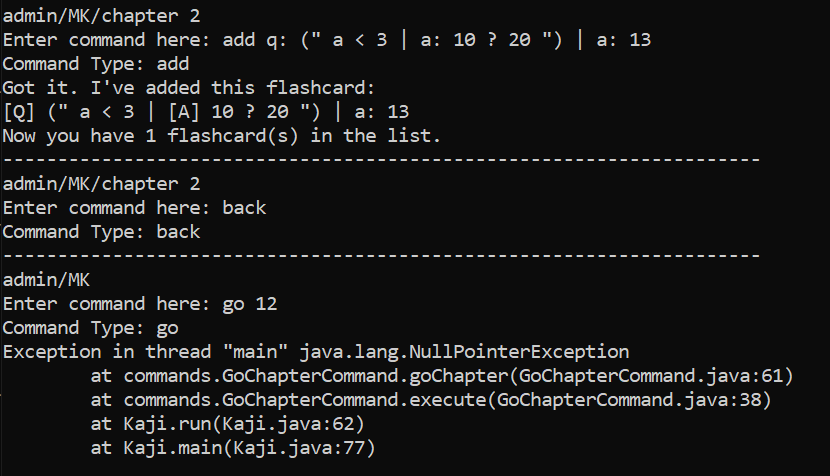 admin/MK/chapter 2
Enter command here: add q: (" a < 3 | a: 10 ? 20 ") | a: 13
Command Type: add
Got it. I've added this flashcard:
[Q] (" a < 3 | [A] 10 ? 20 ") | a: 13
Now you have 1 flashcard(s) in the list.
---------------------------------------------------------------------
admin/MK/chapter 2
Enter command here: back
Command Type: back
---------------------------------------------------------------------
admin/MK
Enter command here: go 12
Command Type: go
Exception in thread "main" java.lang.NullPointerException
        at commands.GoChapterCommand.goChapter(GoChapterCommand.java:61)
        at commands.GoChapterCommand.execute(GoChapterCommand.java:38)
        at Kaji.run(Kaji.java:62)
        at Kaji.main(Kaji.java:77)